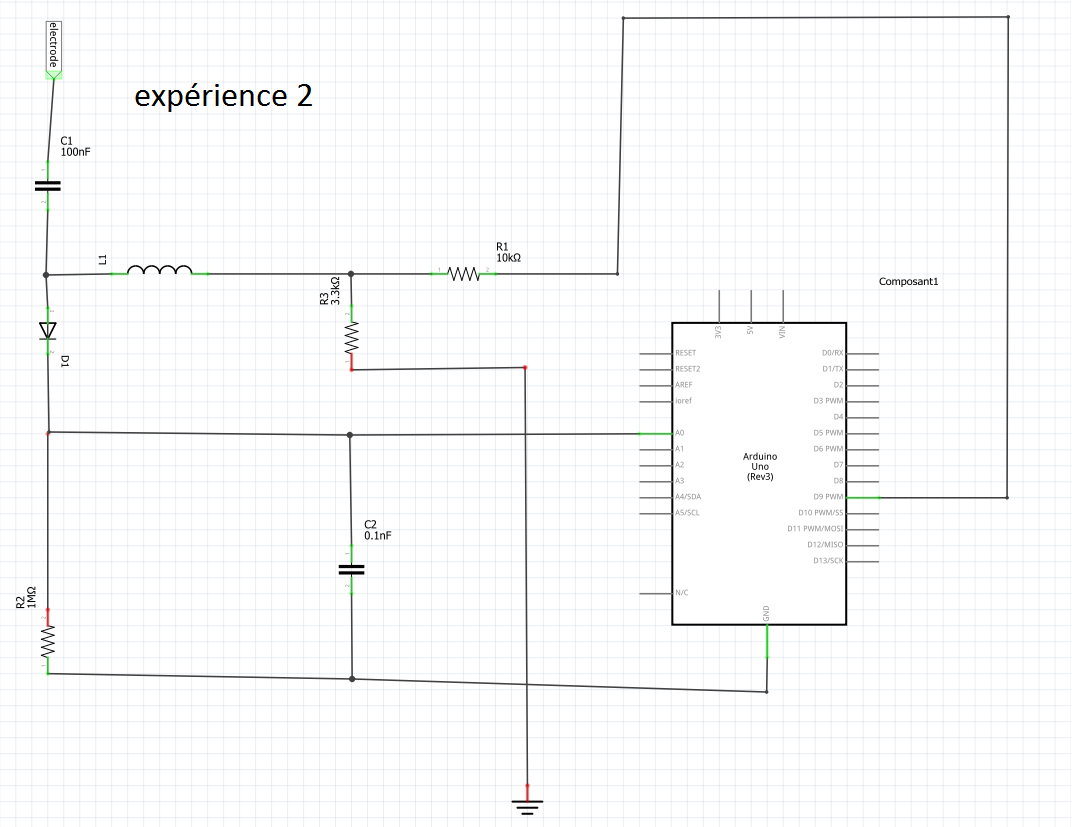 electrode
expérience 2
C1
100nF
L1
R1
10kΩ
R3
3.3kΩ
D1
Composant1
3V3
5V
VIN
RESET
RESET2
AREF
ioref
A0
A1
A2
A3
A4/SDA
A5/SCL
N/C
D0/RX
D1/TX
D2
D3 PWM
D4
D5 PWM
D6 PWM
D7
D8
D9 PWM
D10 PWM/SS
D11 PWM/MOSI
D12/MISO
D13/SCK
Arduino
Uno
(Rev3)
GND
C2
0.1nF
R2
1MΩ